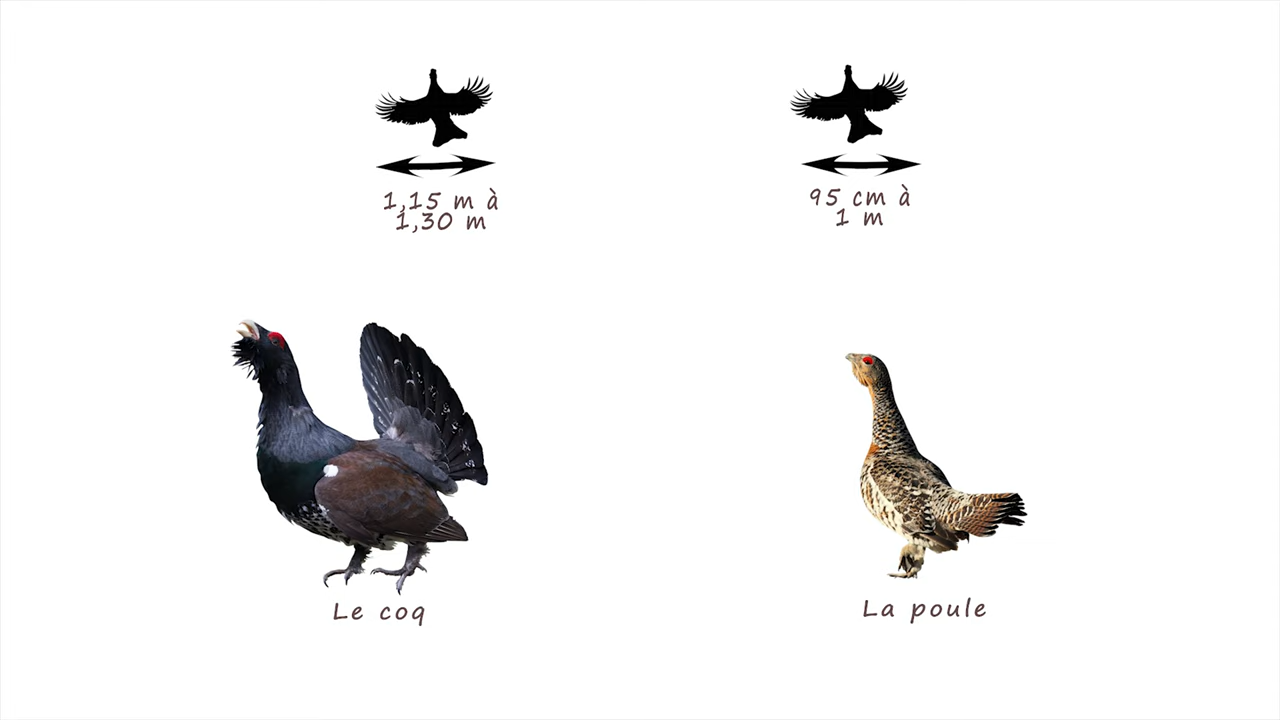 1,15 m à
1,30 m
95 cm à
1 m
Le coq
La poule